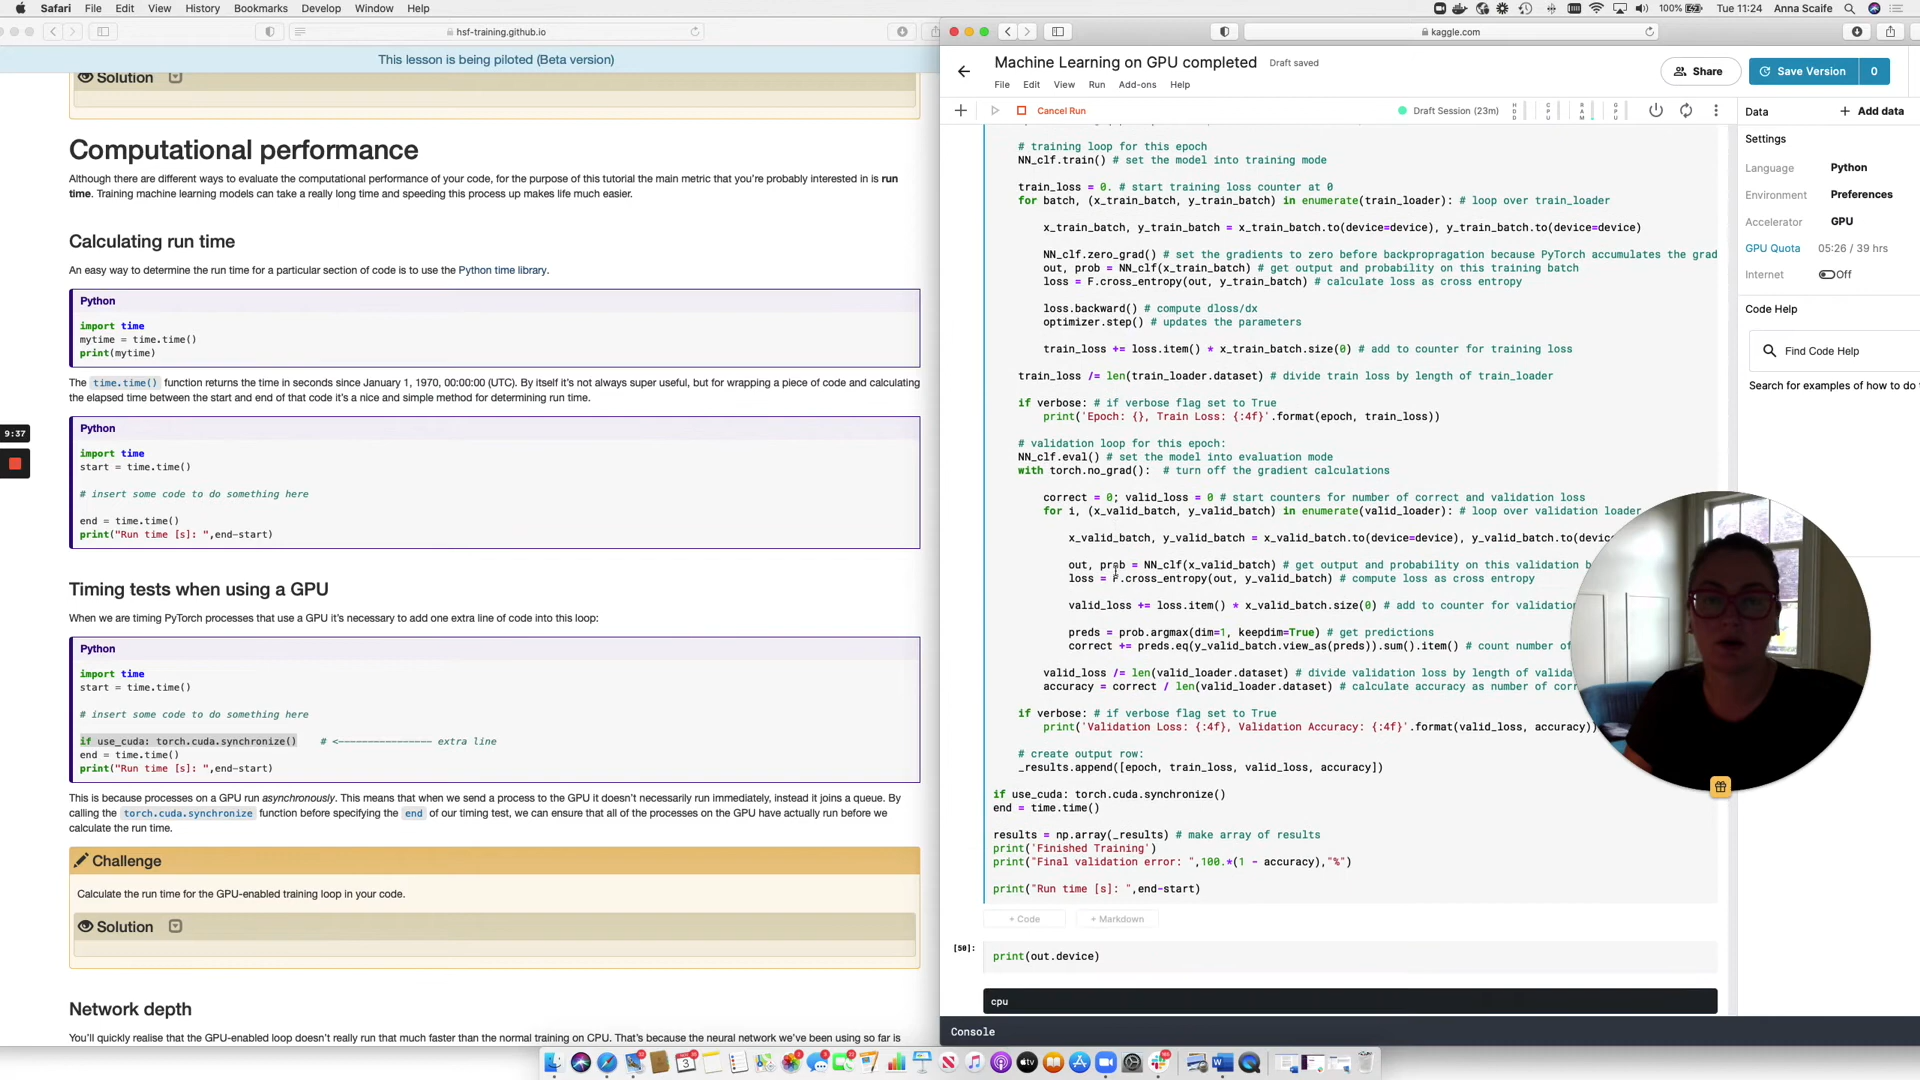 Safari File Edit View History Bookmarks Develop Window Help
100% Tue 11:24 Anna Scaife
hsf-training.github.io
This lesson is being piloted (Beta version)
Solution
Computational performance
Although there are different ways to evaluate the computational performance of your code, for the purpose of this tutorial the main metric that you're probably interested in is run
time. Training machine learning models can take a really long time and speeding this process up makes life much easier.
Calculating run time
An easy way to determine the run time for a particular section of code is to use the Python time library.
Python
import time
mytime = time.time()
print(mytime)
The time.time() function returns the time in seconds since January 1, 1970, 00:00:00 (UTC). By itself it's not always super useful, but for wrapping a piece of code and calculating
the elapsed time between the start and end of that code it's a nice and simple method for determining run time.
9:37
Python
import time
start = time.time()
# insert some code to do something here
end = time.time()
print("Run time [s]: ",end-start)
Timing tests when using a GPU
When we are timing PyTorch processes that use a GPU it's necessary to add one extra line of code into this loop:
Python
import time
start = time.time()
# insert some code to do something here
if use_cuda: torch.cuda.synchronize() # <--------------- extra line
end = time.time()
print("Run time [s]: ",end-start)
This is because processes on a GPU run asynchronously. This means that when we send a process to the GPU it doesn't necessarily run immediately, instead it joins a queue. By
calling the torch.cuda.synchronize function before specifying the end of our timing test, we can ensure that all of the processes on the GPU have actually run before we
calculate the run time.
Challenge
Calculate the run time for the GPU-enabled training loop in your code.
Solution
Network depth
You'll quickly realise that the GPU-enabled loop doesn't really run that much faster than the normal training on CPU. That's because the neural network we've been using so far is
kaggle.com
Machine Learning on GPU completed Draft saved
File Edit View Run Add-ons Help
Share
Save Version 0
Cancel Run
Draft Session (23m)
# training loop for this epoch
NN_clf.train() # set the model into training mode
train_loss = 0. # start training loss counter at 0
for batch, (x_train_batch, y_train_batch) in enumerate(train_loader): # loop over train_loader
x_train_batch, y_train_batch = x_train_batch.to(device=device), y_train_batch.to(device=device)
NN_clf.zero_grad() # set the gradients to zero before backpropragation because PyTorch accumulates the grad
out, prob = NN_clf(x_train_batch) # get output and probability on this training batch
loss = F.cross_entropy(out, y_train_batch) # calculate loss as cross entropy
loss.backward() # compute dloss/dx
optimizer.step() # updates the parameters
train_loss += loss.item() * x_train_batch.size(0) # add to counter for training loss
train_loss /= len(train_loader.dataset) # divide train loss by length of train_loader
if verbose: # if verbose flag set to True
print('Epoch: {}, Train Loss: {:4f}'.format(epoch, train_loss))
# validation loop for this epoch:
NN_clf.eval() # set the model into evaluation mode
with torch.no_grad(): # turn off the gradient calculations
correct = 0; valid_loss = 0 # start counters for number of correct and validation loss
for i, (x_valid_batch, y_valid_batch) in enumerate(valid_loader): # loop over validation loader
x_valid_batch, y_valid_batch = x_valid_batch.to(device=device), y_valid_batch.to(device=devic
out, prob = NN_clf(x_valid_batch) # get output and probability on this validation b
loss = F.cross_entropy(out, y_valid_batch) # compute loss as cross entropy
valid_loss += loss.item() * x_valid_batch.size(0) # add to counter for validation
preds = prob.argmax(dim=1, keepdim=True) # get predictions
correct += preds.eq(y_valid_batch.view_as(preds)).sum().item() # count number of
valid_loss /= len(valid_loader.dataset) # divide validation loss by length of valida
accuracy = correct / len(valid_loader.dataset) # calculate accuracy as number of corr
if verbose: # if verbose flag set to True
print('Validation Loss: {:4f}, Validation Accuracy: {:4f}'.format(valid_loss, accuracy))
# create output row:
_results.append([epoch, train_loss, valid_loss, accuracy])
if use_cuda: torch.cuda.synchronize()
end = time.time()
results = np.array(_results) # make array of results
print('Finished Training')
print("Final validation error: ",100.*(1 - accuracy),"%")
print("Run time [s]: ",end-start)
+ Code + Markdown
[50]:
print(out.device)
cpu
Console
Data
+ Add data
Settings
Language Python
Environment Preferences
Accelerator GPU
GPU Quota 05:26 / 39 hrs
Internet Off
Code Help
Find Code Help
Search for examples of how to do